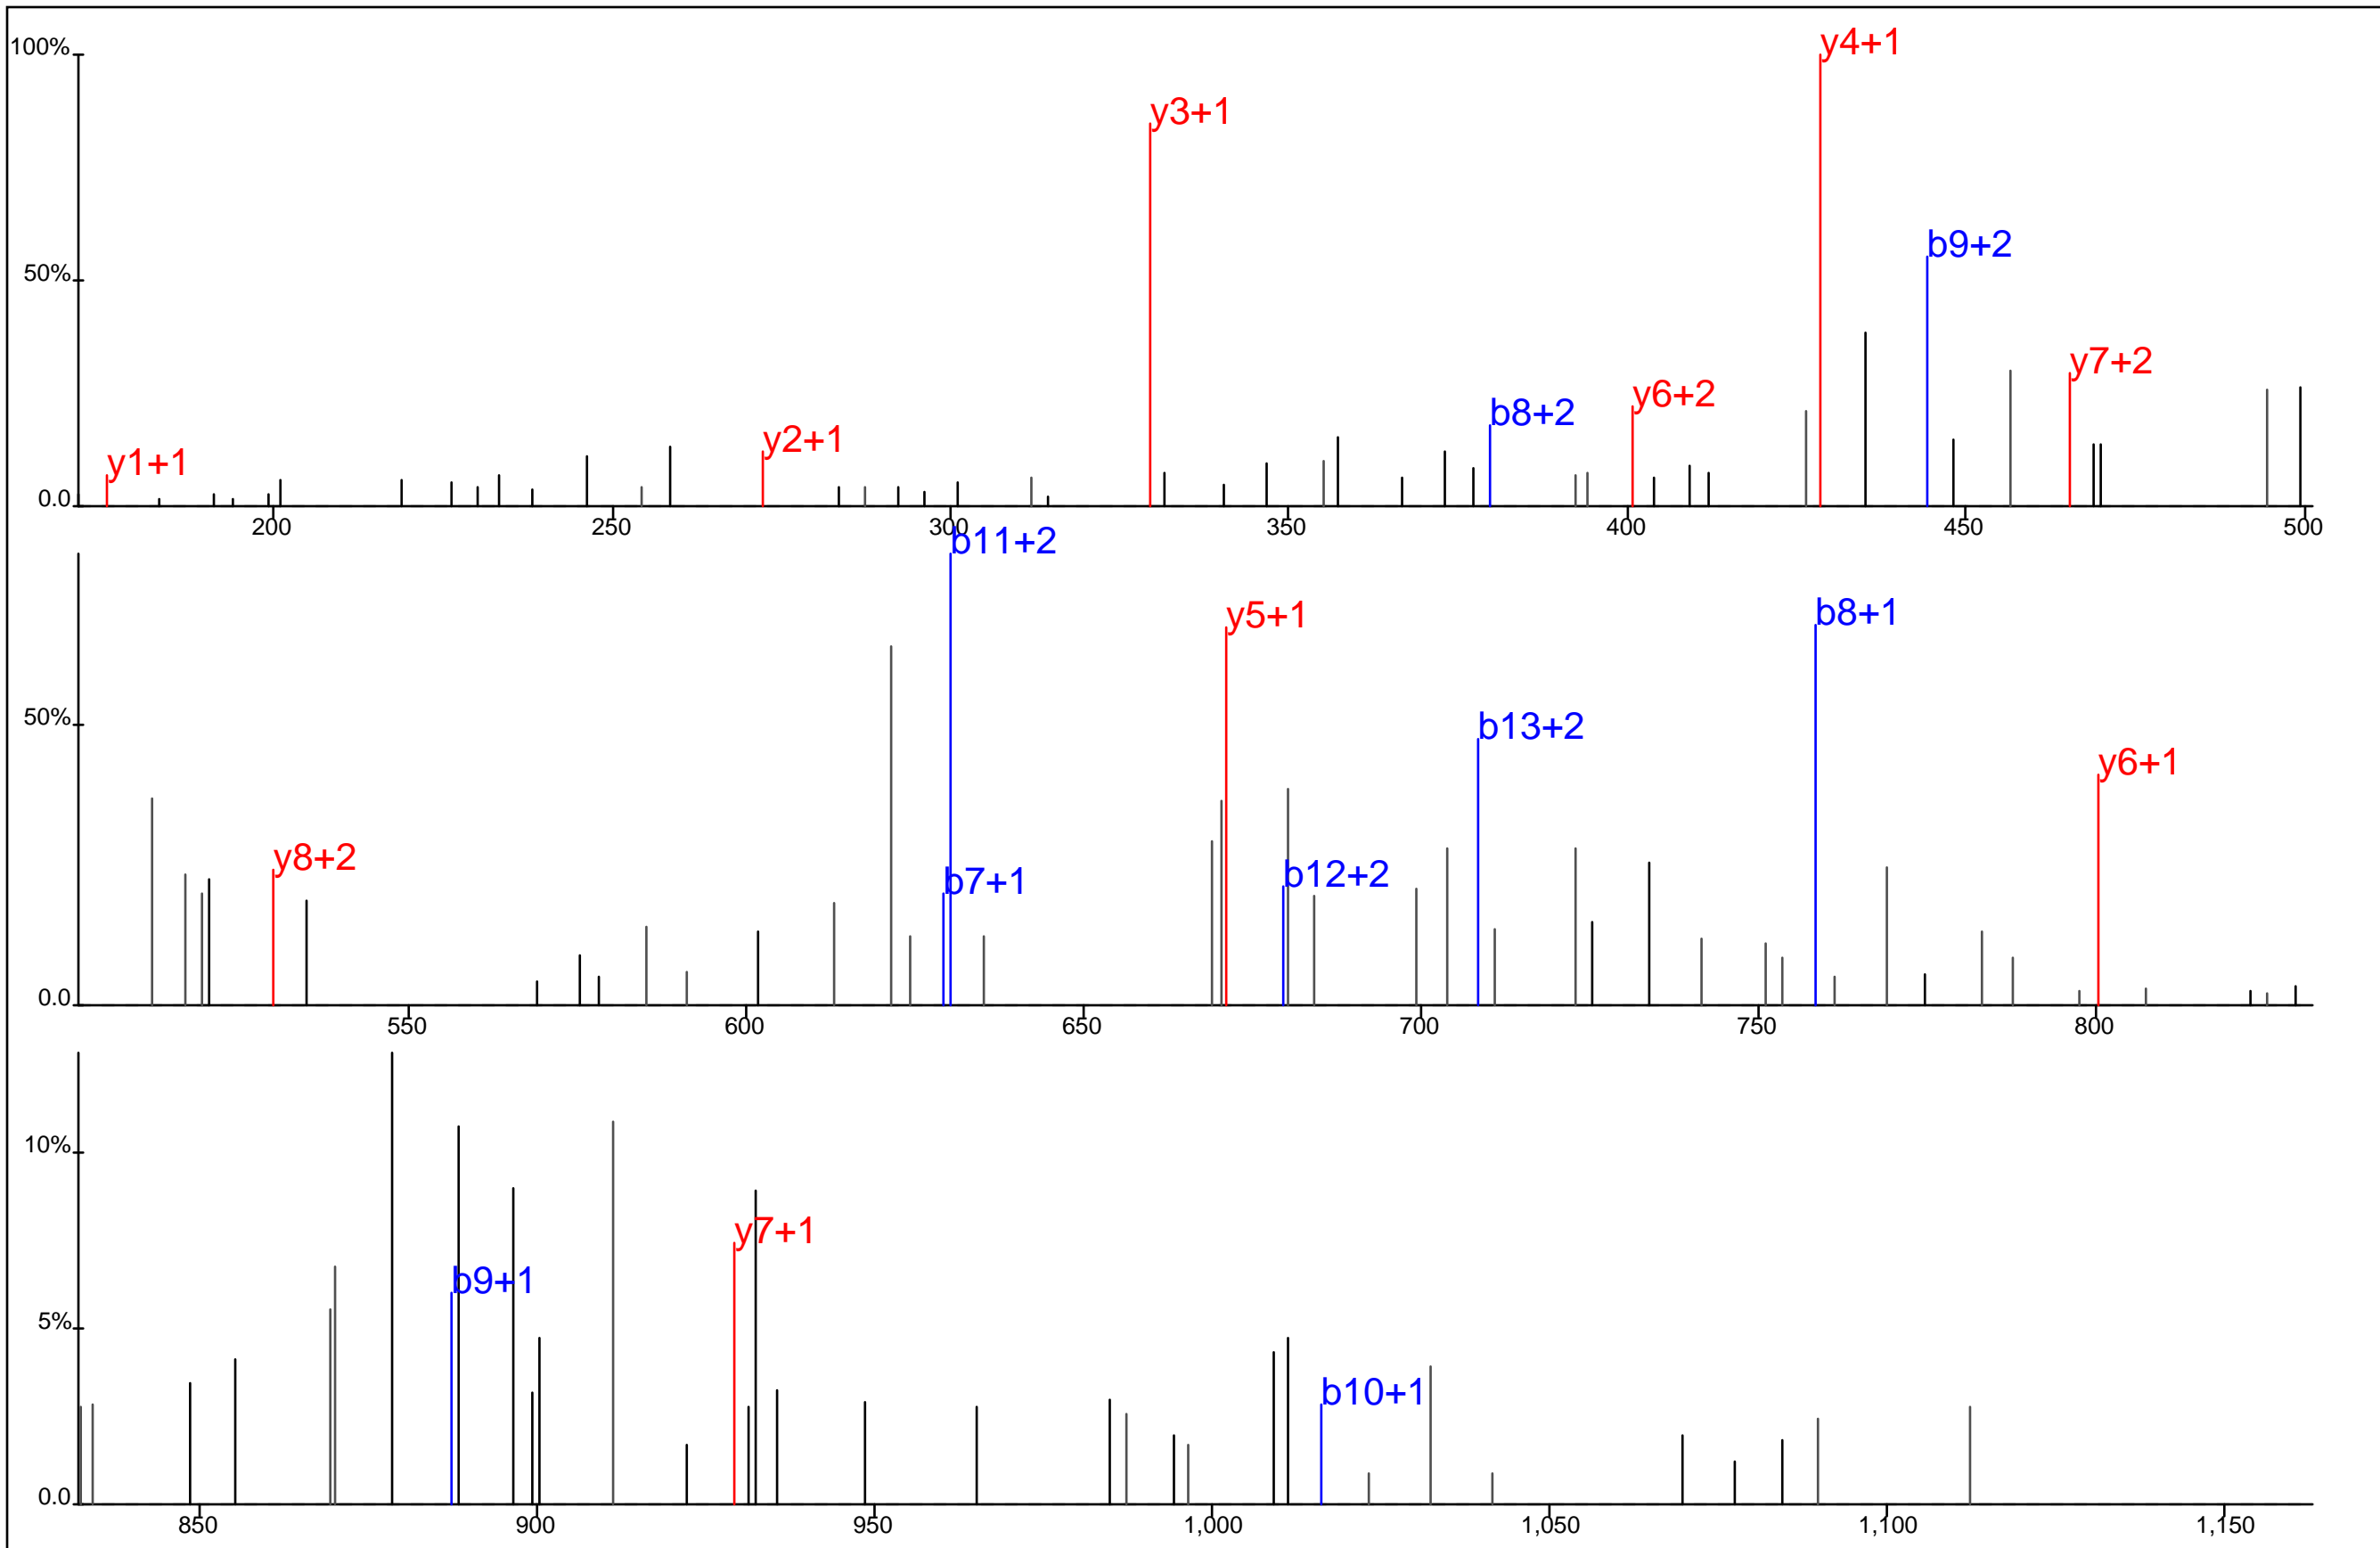 100%
y4+1
y3+1
b9+2
50%
y7+2
y6+2
b8+2
y2+1
y1+1
0.0
200 250 300 350 400 450 500
b11+2
y5+1
b8+1
50%
b13+2
y6+1
y8+2
b12+2
b7+1
0.0
550 600 650 700 750 800
10%
y7+1
b9+1
5%
b10+1
0.0
850 900 950 1,000 1,050 1,100 1,150